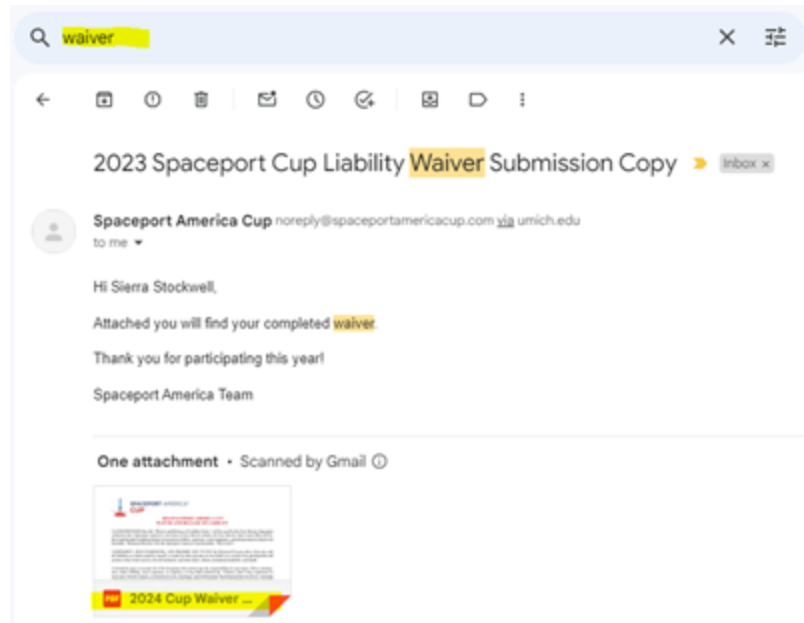 waiver
2023 Spaceport Cup Liability Waiver Submission Copy Inbox x
Spaceport America Cup noreply@spaceportamericacup.com via umich.edu
to me
Hi Sierra Stockwell,
Attached you will find your completed waiver.
Thank you for participating this year!
Spaceport America Team
One attachment • Scanned by Gmail
SPACEPORT AMERICA
CUP
PDF 2024 Cup Waiver ...